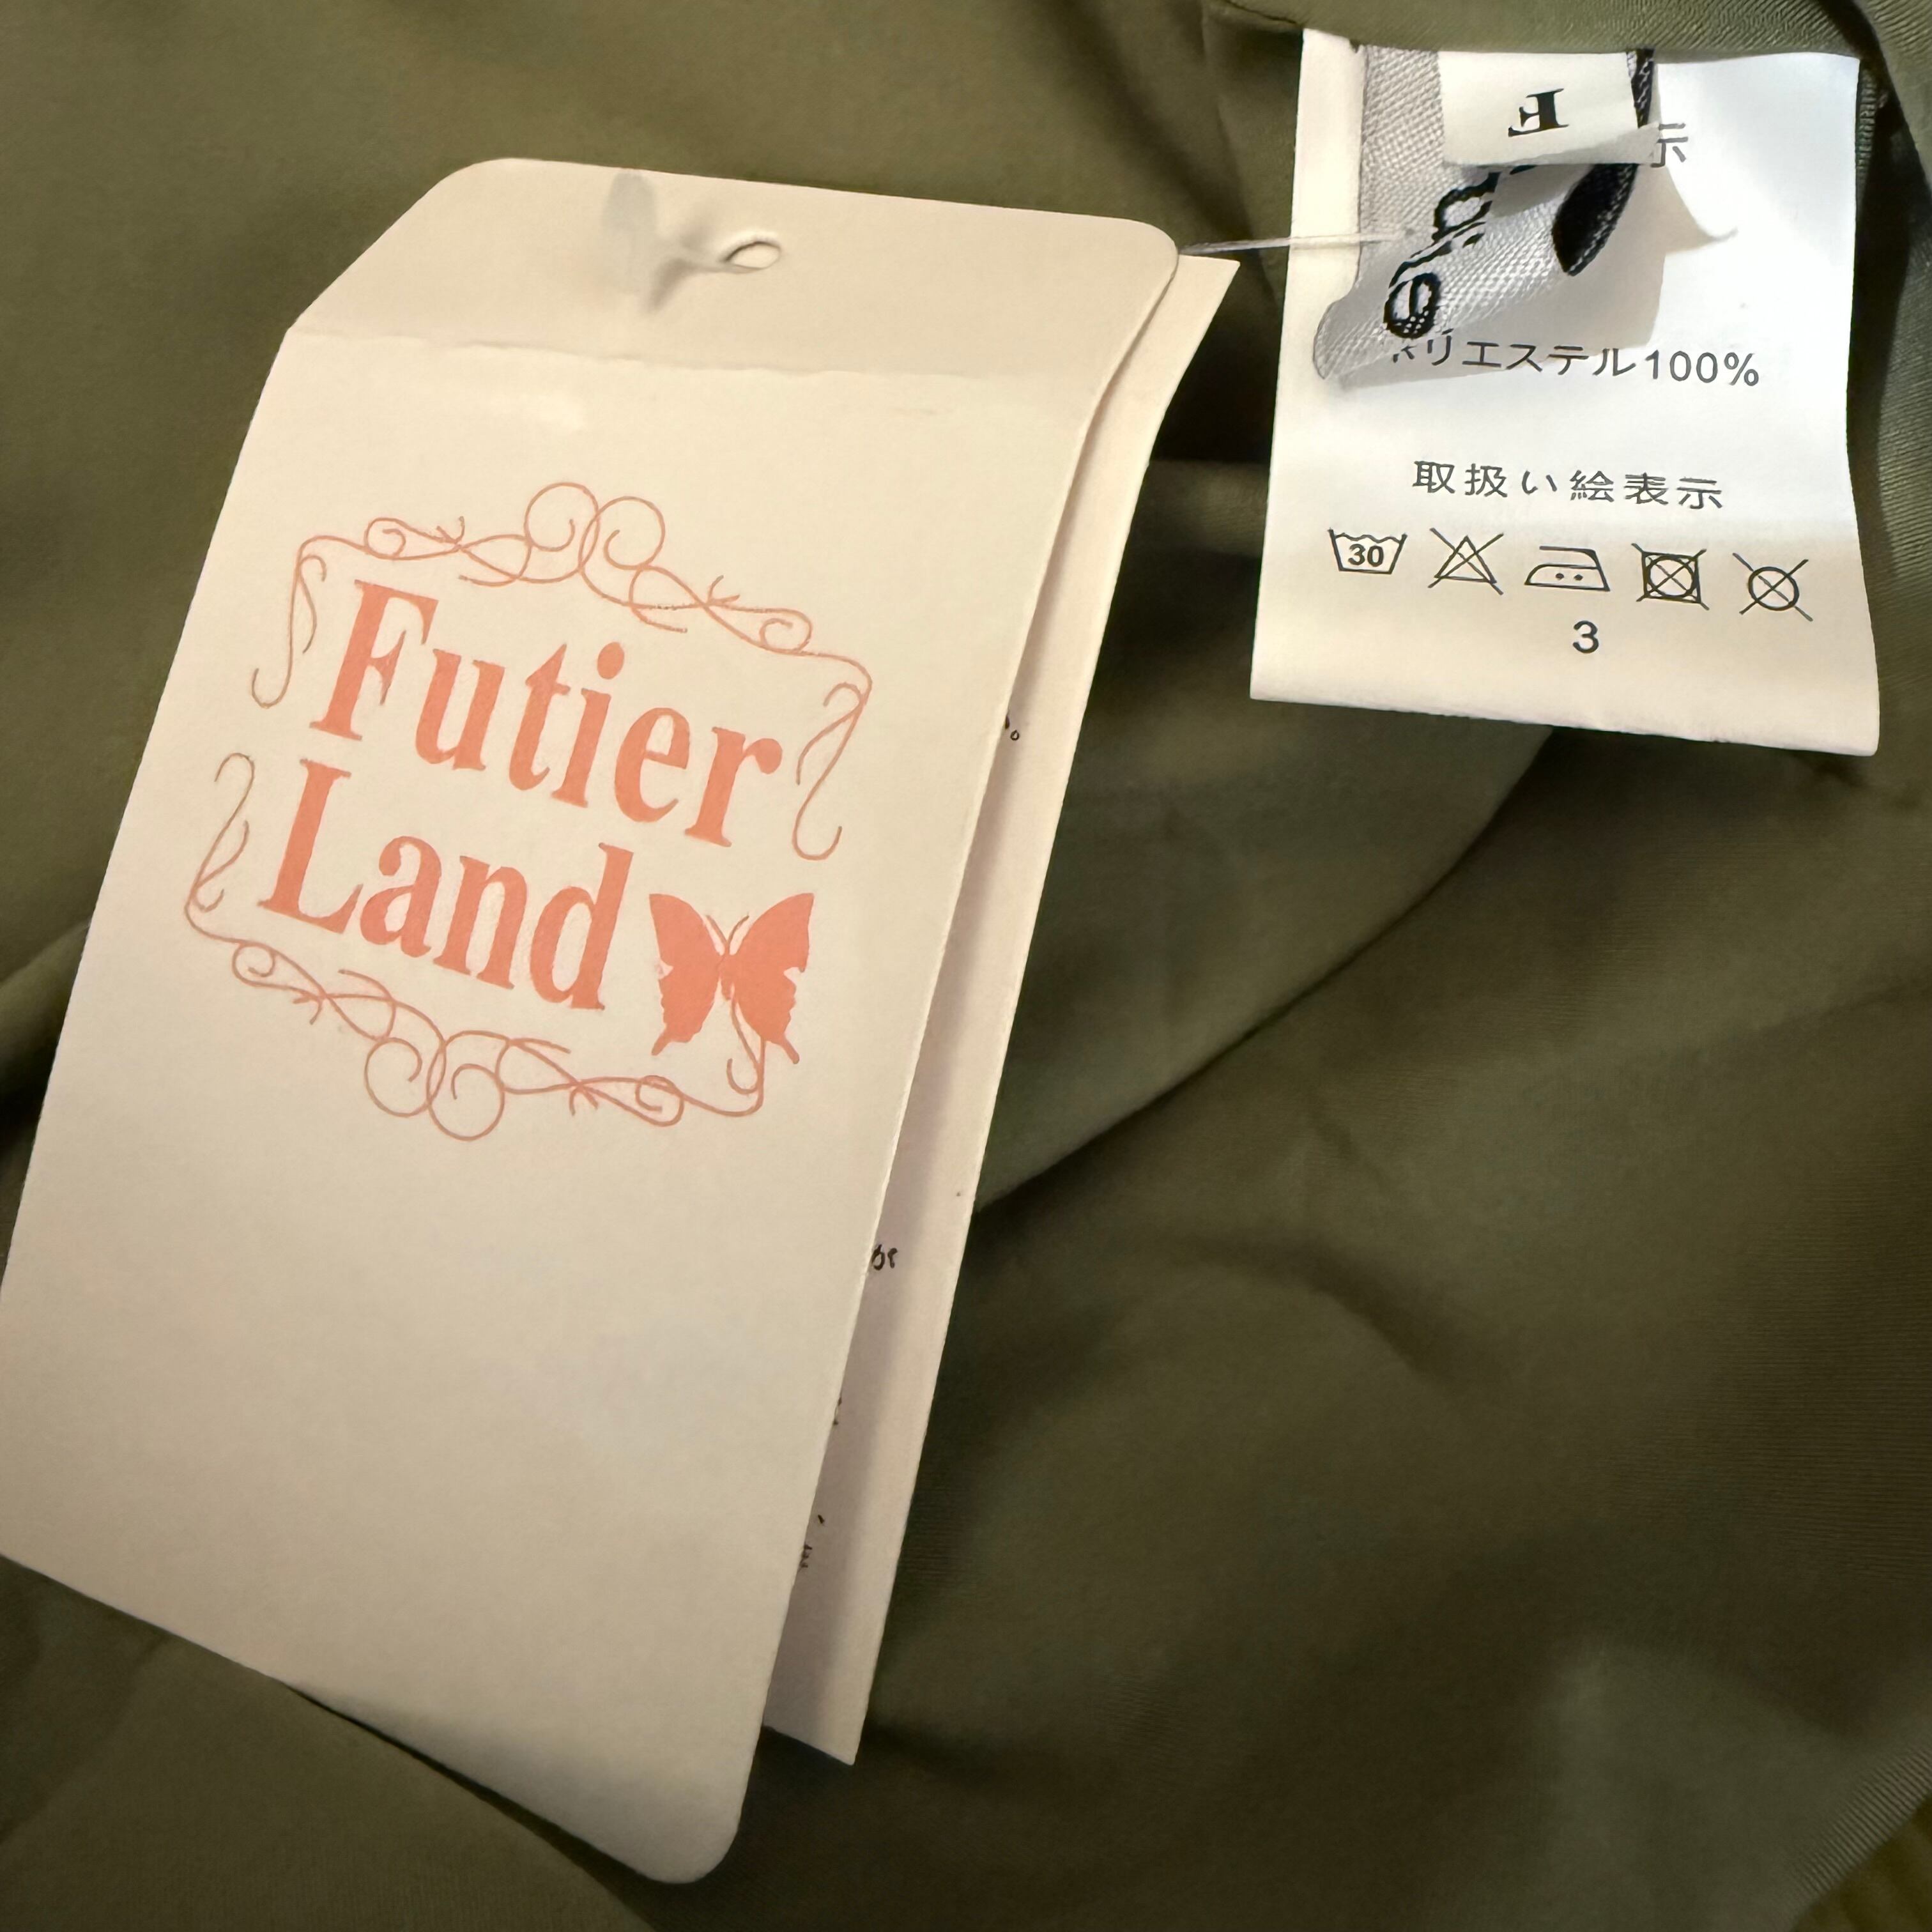 Futier
Land
F
示
ポリエステル100%
取扱い絵表示
30
3